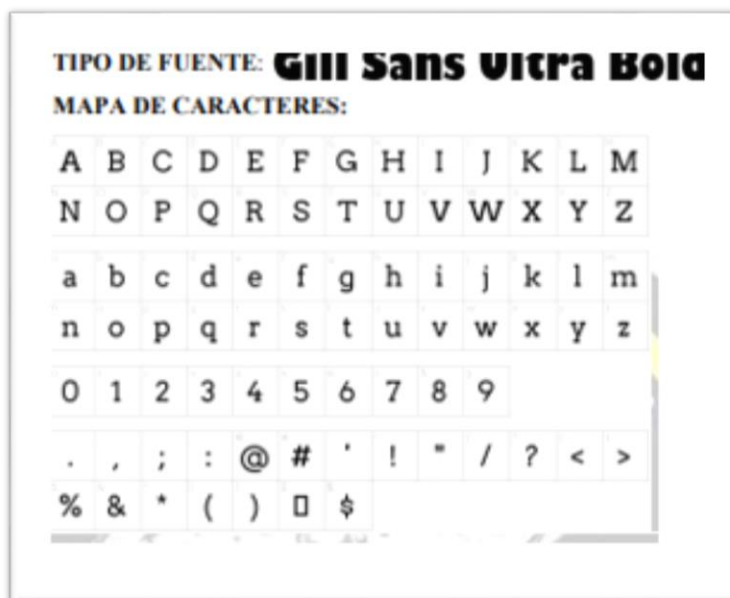 TIPO DE FUENTE: Gill Sans Ultra Bold
MAPA DE CARACTERES:
A B C D E F G H I J K L M
N O P Q R S T U V W X Y Z
a b c d e f g h i j k l m
n o p q r s t u v w x y z
0 1 2 3 4 5 6 7 8 9
. , ; : @ # ' ! " / ? < >
% & * ( ) ▯ $